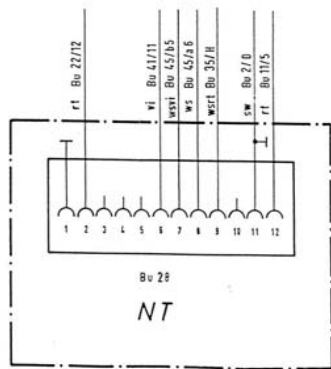 rt Bu 22/12
vi Bu 41/11
wsvi Bu 45/b5
ws Bu 45/a6
wsrt Bu 35/H
sw Bu 2/D
rt Bu 11/5
1 2 3 4 5 6 7 8 9 10 11 12
Bu 28
NT